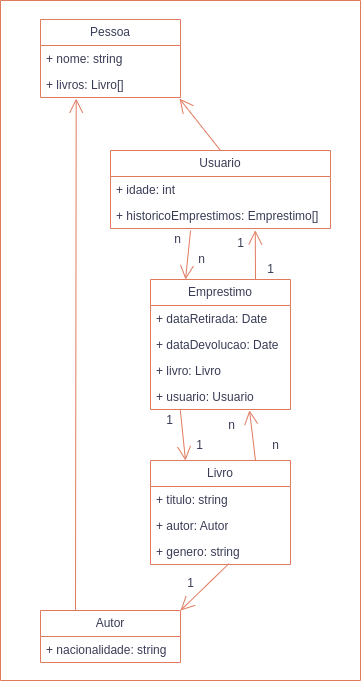 Pessoa
+ nome: string
+ livros: Livro[]
Usuario
+ idade: int
+ historicoEmprestimos: Emprestimo[]
n
1
n
1
Emprestimo
+ dataRetirada: Date
+ dataDevolucao: Date
+ livro: Livro
+ usuario: Usuario
1
n
1
n
Livro
+ titulo: string
+ autor: Autor
+ genero: string
1
Autor
+ nacionalidade: string